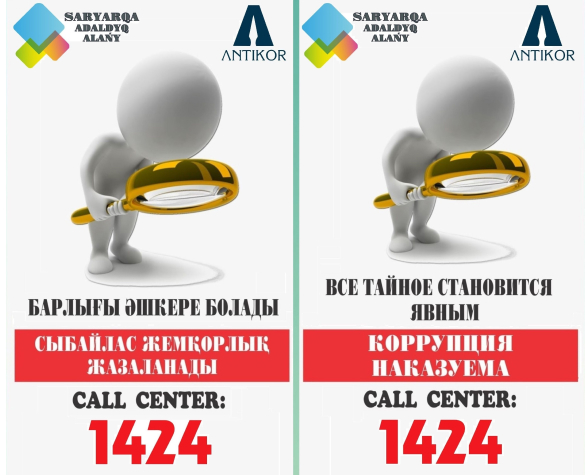 SARYARQA
ADALDYQ
ALAŃY
ANTIKOR
БАРЛЫҒЫ ӘШКЕРЕ БОЛАДЫ
СЫБАЙЛАС ЖЕМҚОРЛЫҚ
ЖАЗАЛАНАДЫ
CALL CENTER:
1424
SARYARQA
ADALDYQ
ALAŃY
ANTIKOR
ВСЕ ТАЙНОЕ СТАНОВИТСЯ
ЯВНЫМ
КОРРУПЦИЯ
НАКАЗУЕМА
CALL CENTER:
1424